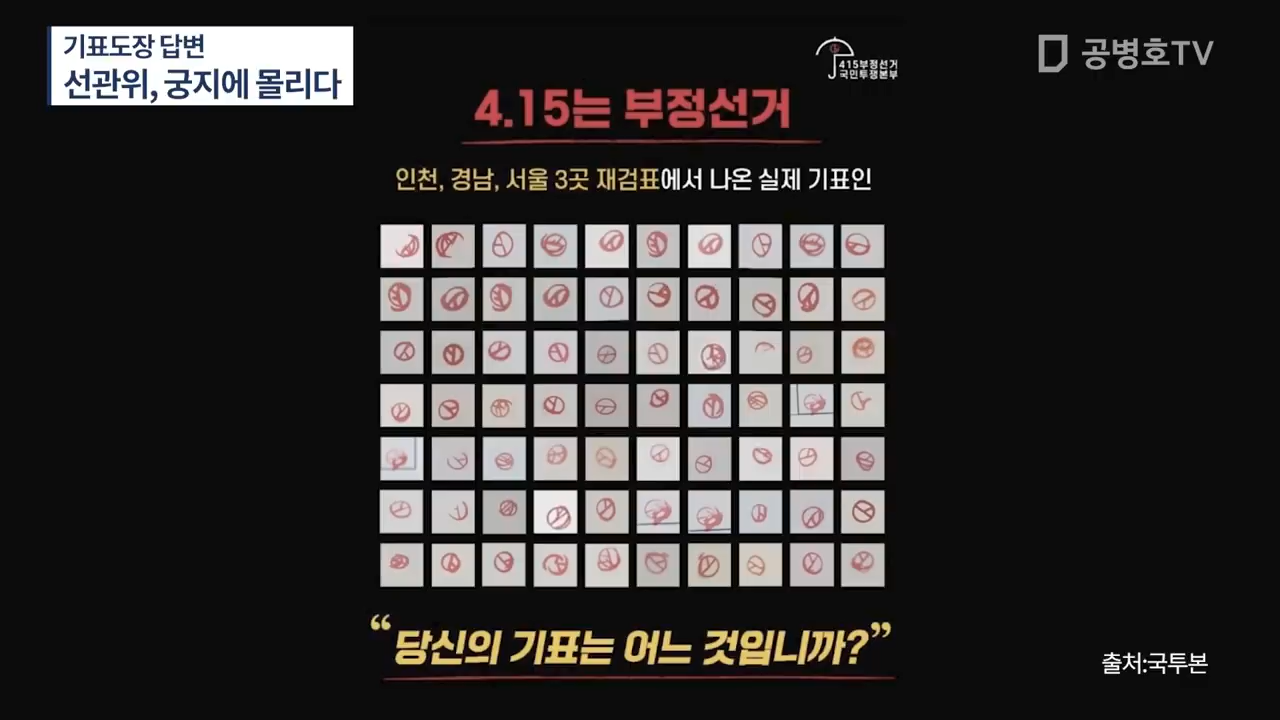 기표도장 답변
선관위, 궁지에 몰리다
공병호TV
415부정선거
국민투쟁본부
4.15는 부정선거
인천, 경남, 서울 3곳 재검표에서 나온 실제 기표인
“당신의 기표는 어느 것입니까?”
출처:국투본